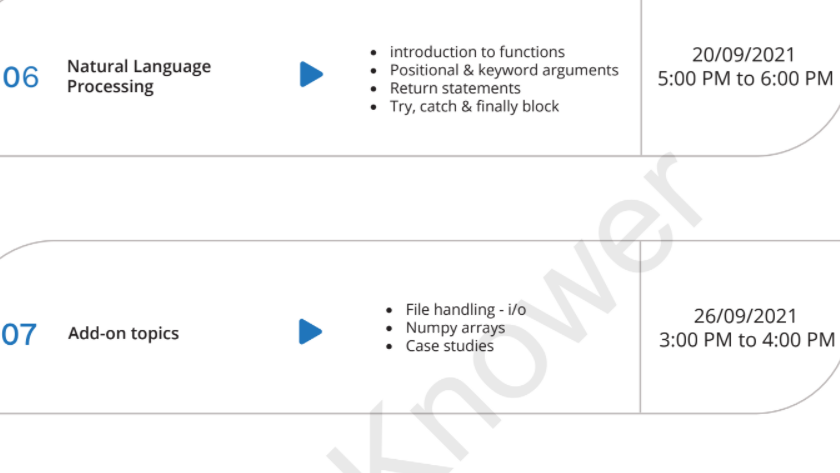 06
Natural Language
Processing
introduction to functions
Positional & keyword arguments
Return statements
Try, catch & finally block
20/09/2021
5:00 PM to 6:00 PM
07
Add-on topics
File handling - i/o
Numpy arrays
Case studies
26/09/2021
3:00 PM to 4:00 PM
Knower